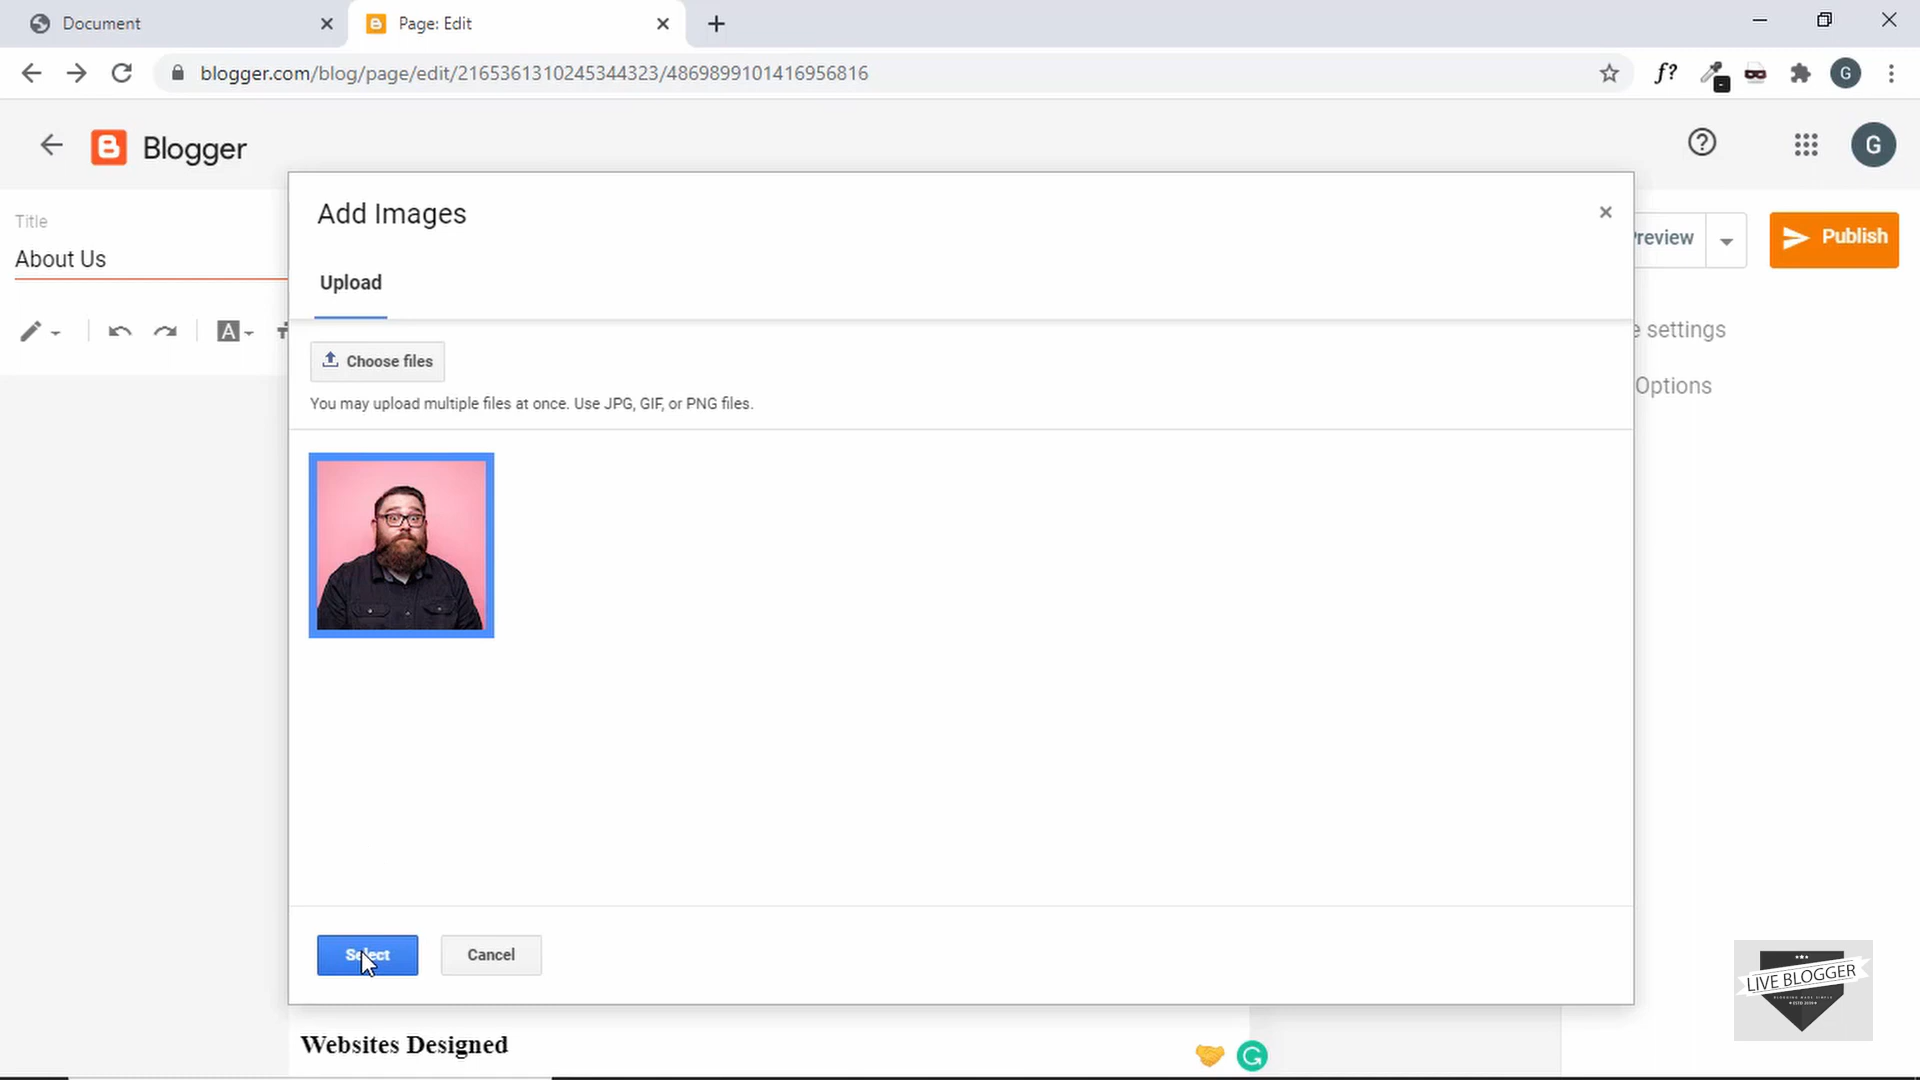 Document
Page: Edit
blogger.com/blog/page/edit/2165361310245344323/4869899101416956816
f?
G
Blogger
G
Title
About Us
Add Images
Preview
Publish
Upload
A
e settings
Choose files
Options
You may upload multiple files at once. Use JPG, GIF, or PNG files.
Select
Cancel
LIVE BLOGGER
Websites Designed